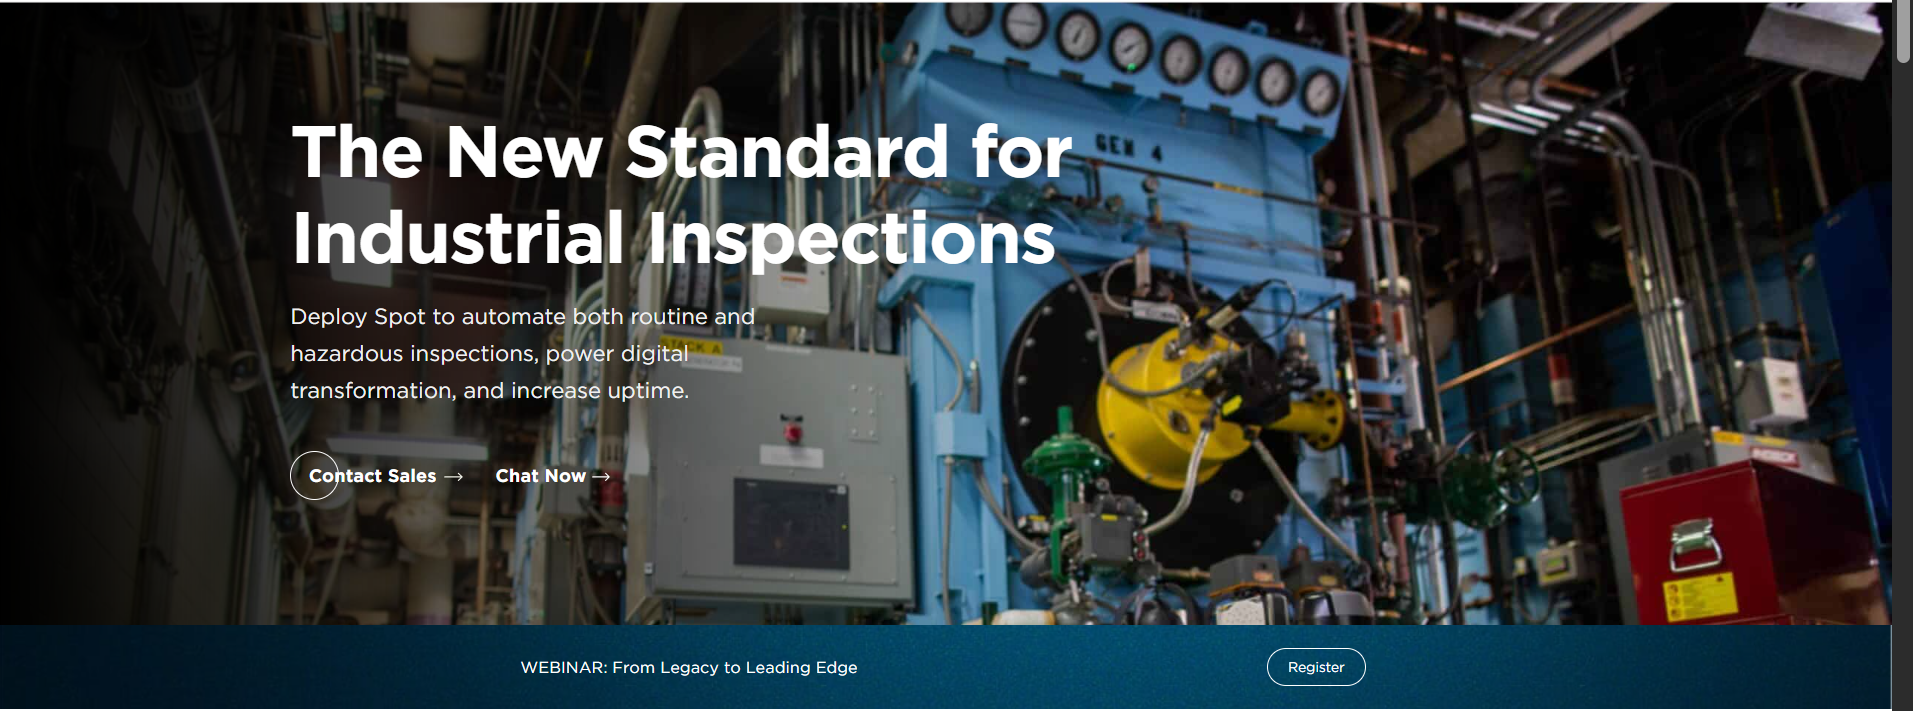 The New Standard for
Industrial Inspections
Deploy Spot to automate both routine and
hazardous inspections, power digital
transformation, and increase uptime.
Contact Sales → Chat Now →
WEBINAR: From Legacy to Leading Edge
Register
GEN 4